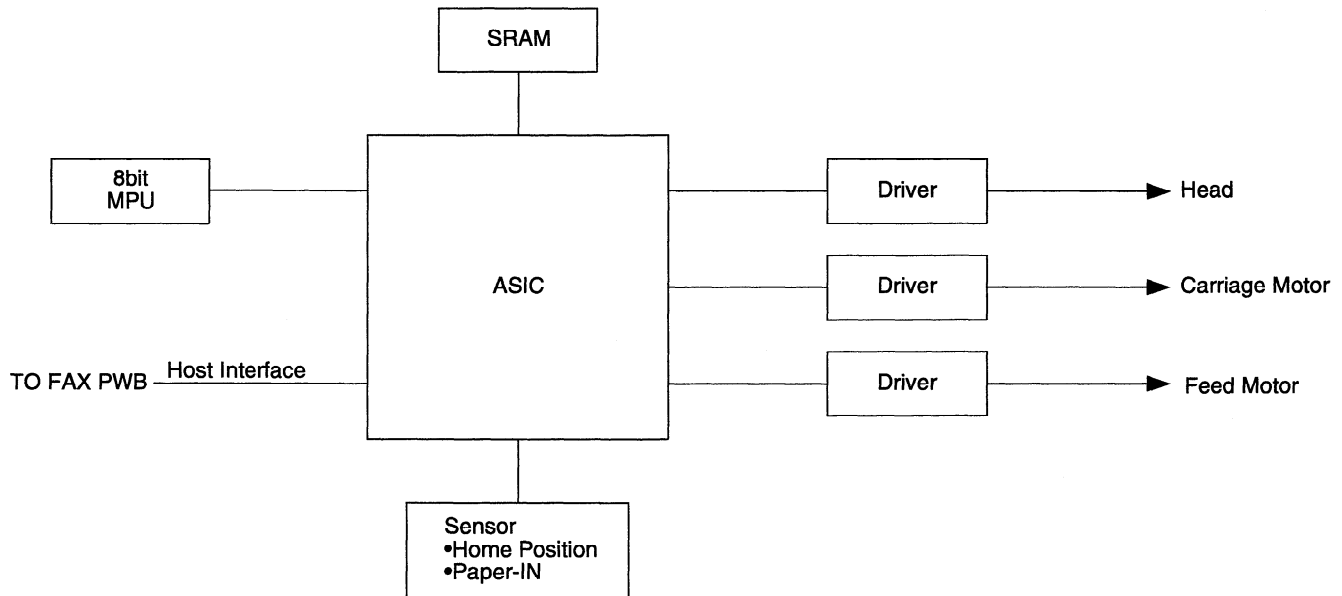 SRAM
8bit
MPU
Driver
Head
ASIC
Driver
Carriage Motor
TO FAX PWB
Host Interface
Driver
Feed Motor
Sensor
•Home Position
•Paper-IN